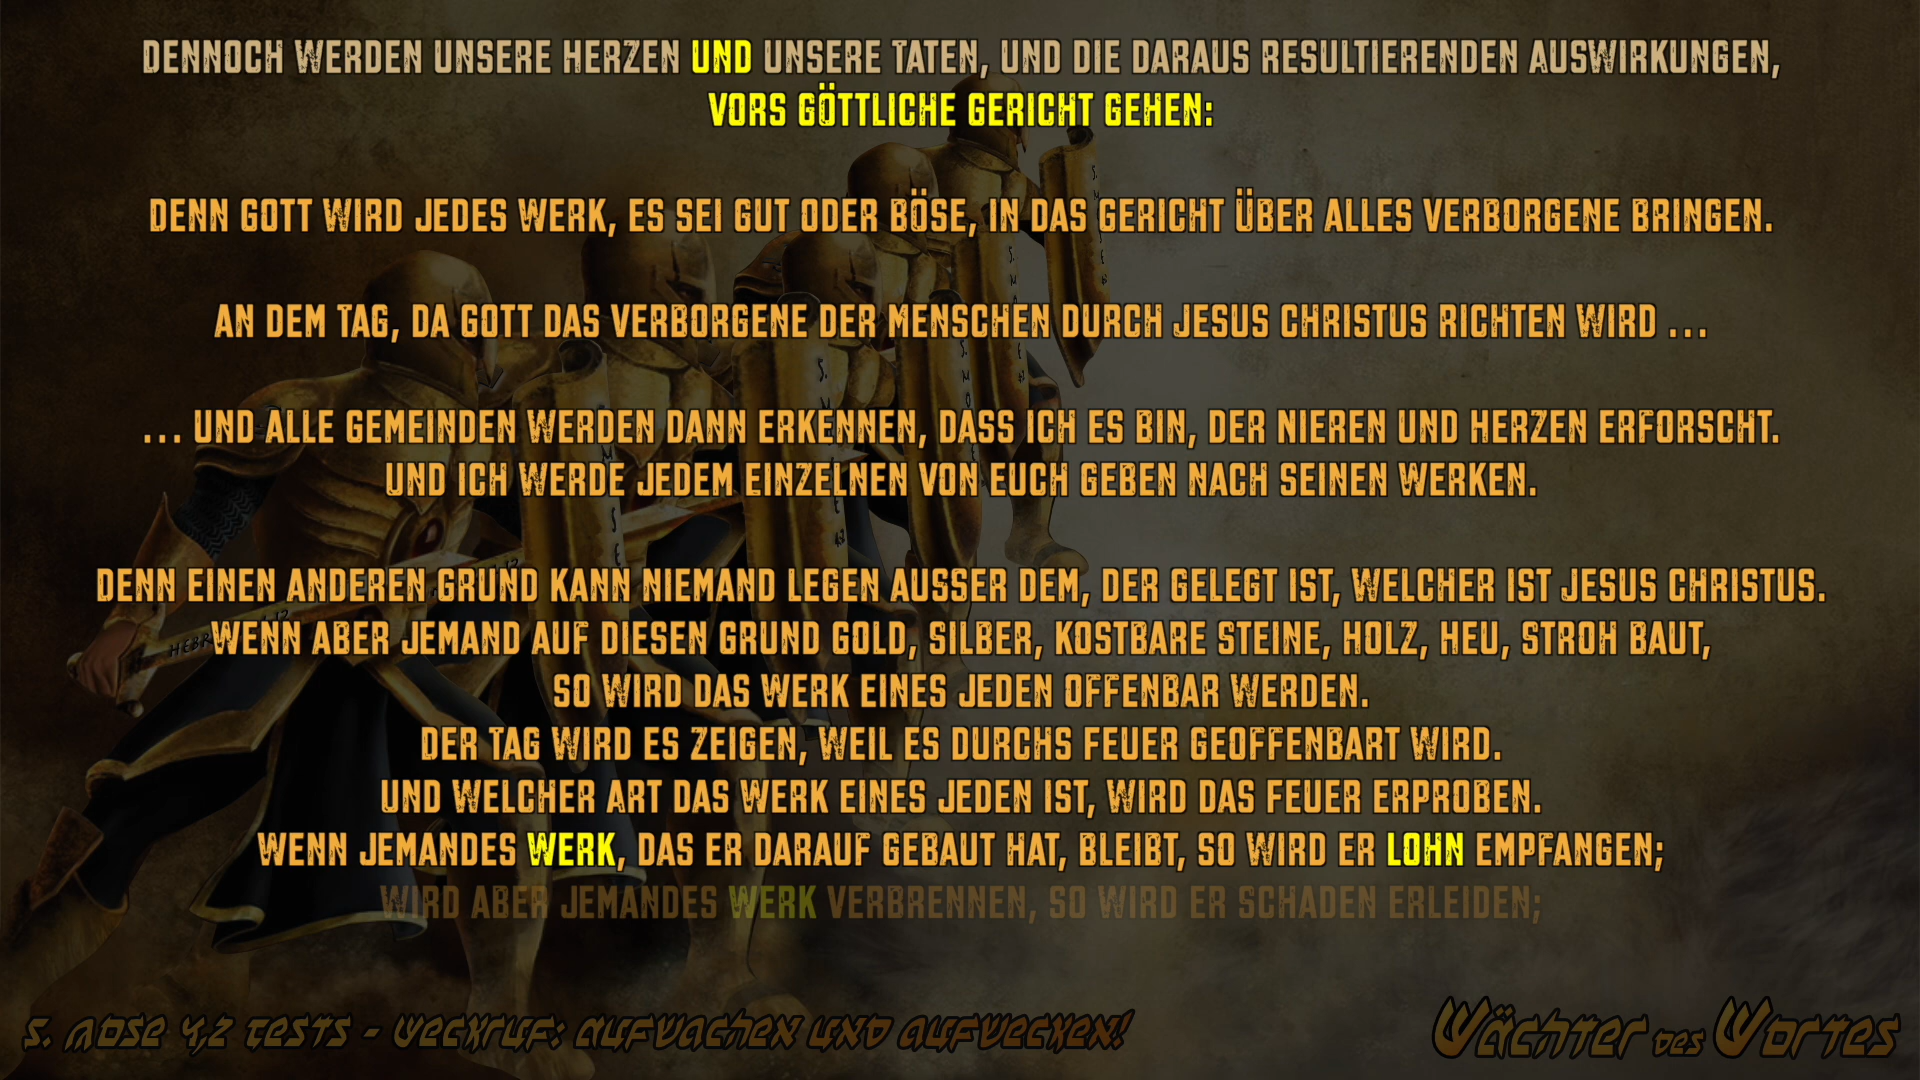 DENNOCH WERDEN UNSERE HERZEN UND UNSERE TATEN, UND DIE DARAUS RESULTIERENDEN AUSWIRKUNGEN,
VORS GÖTTLICHE GERICHT GEHEN:
DENN GOTT WIRD JEDES WERK, ES SEI GUT ODER BÖSE, IN DAS GERICHT ÜBER ALLES VERBORGENE BRINGEN.
AN DEM TAG, DA GOTT DAS VERBORGENE DER MENSCHEN DURCH JESUS CHRISTUS RICHTEN WIRD ...
... UND ALLE GEMEINDEN WERDEN DANN ERKENNEN, DASS ICH ES BIN, DER NIEREN UND HERZEN ERFORSCHT.
UND ICH WERDE JEDEM EINZELNEN VON EUCH GEBEN NACH SEINEN WERKEN.
DENN EINEN ANDEREN GRUND KANN NIEMAND LEGEN AUSSER DEM, DER GELEGT IST, WELCHER IST JESUS CHRISTUS.
WENN ABER JEMAND AUF DIESEN GRUND GOLD, SILBER, KOSTBARE STEINE, HOLZ, HEU, STROH BAUT,
SO WIRD DAS WERK EINES JEDEN OFFENBAR WERDEN.
DER TAG WIRD ES ZEIGEN, WEIL ES DURCHS FEUER GEOFFENBART WIRD.
UND WELCHER ART DAS WERK EINES JEDEN IST, WIRD DAS FEUER ERPROBEN.
WENN JEMANDES WERK, DAS ER DARAUF GEBAUT HAT, BLEIBT, SO WIRD ER LOHN EMPFANGEN;
WIRD ABER JEMANDES WERK VERBRENNEN, SO WIRD ER SCHADEN ERLEIDEN;
5. Mose 4,2 Tests - Weckruf: Aufwachen und aufwecken!
Wächter des Wortes